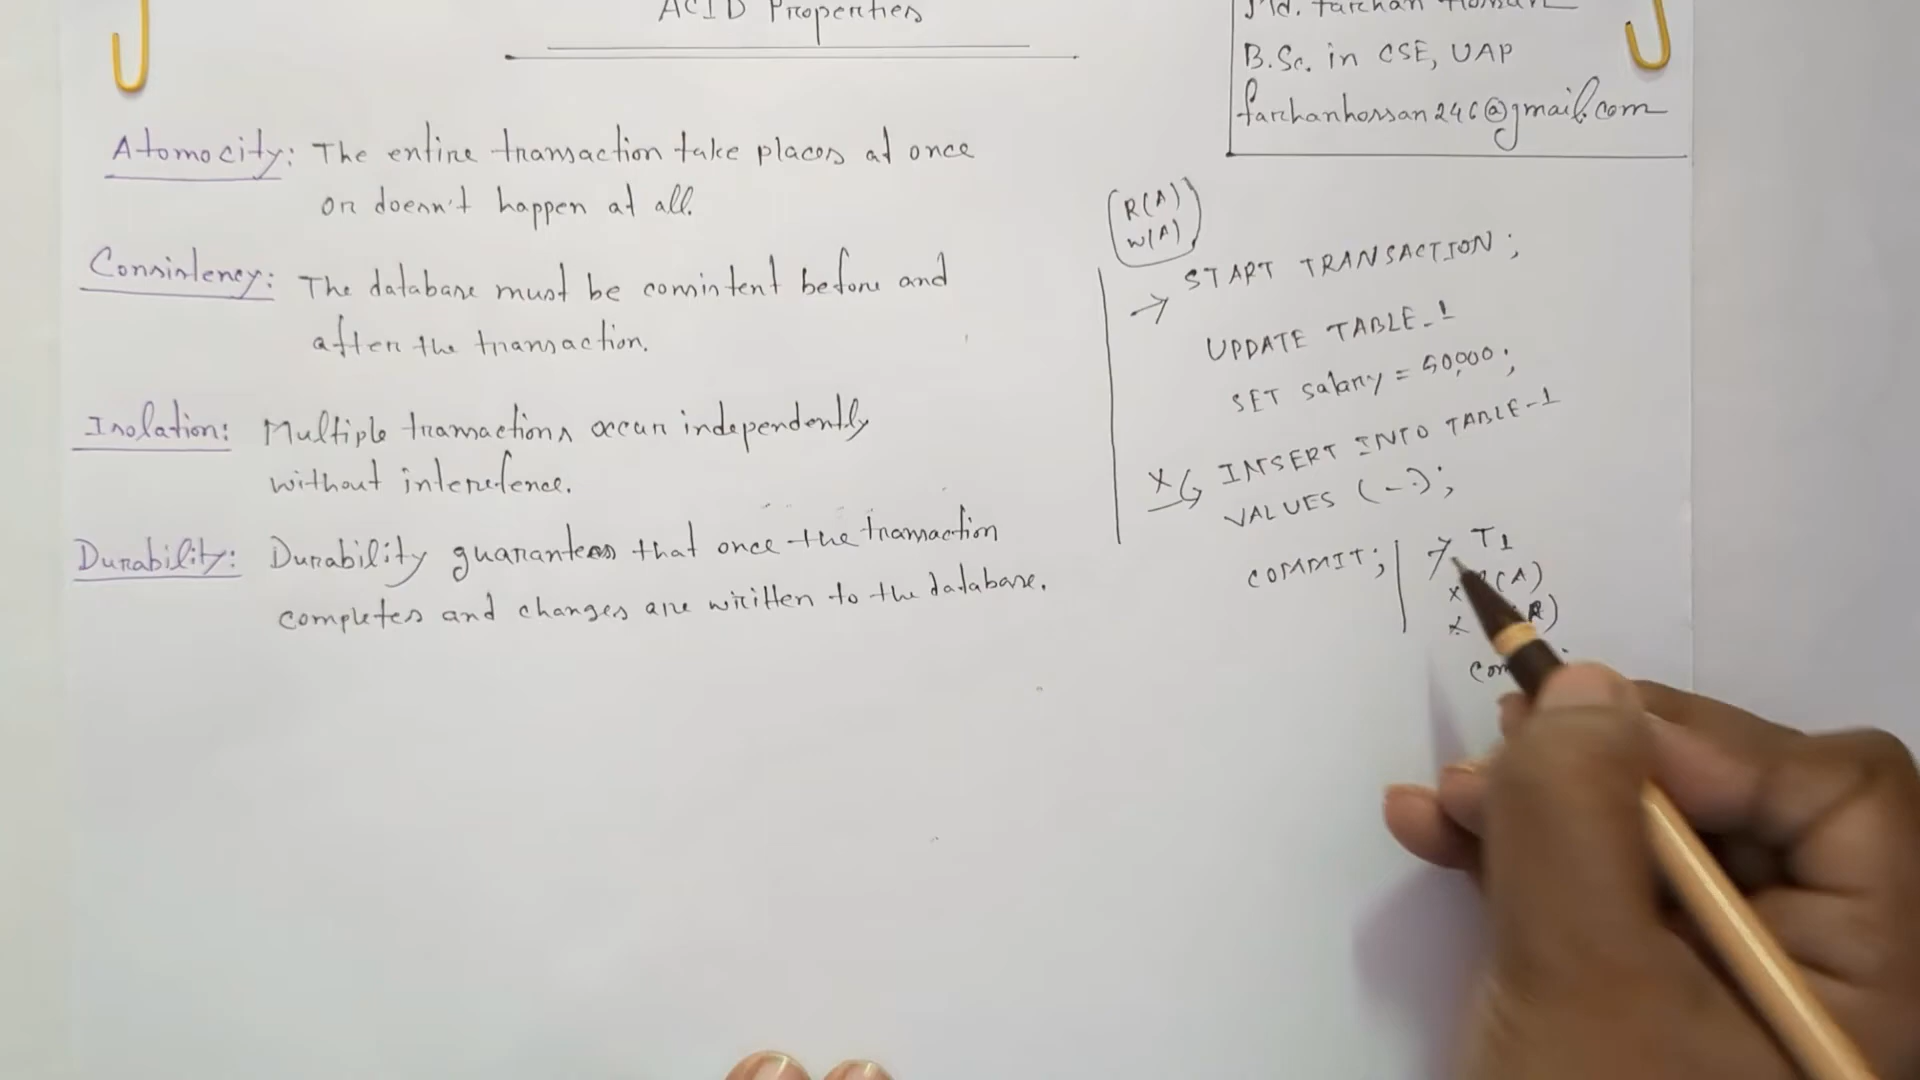 ACID Properties
B.Sc. in CSE, UAP
farhanhossan246@gmail.com
Atomocity: The entire transaction take places at once
or doesn't happen at all.
Consistency: The database must be consistent before and
after the transaction.
Isolation: Multiple transactions occur independently
without interefence.
Durability: Durability guarantees that once the transaction
completes and changes are written to the database.
R(A)
W(A)
START TRANSACTION;
UPDATE TABLE_1
SET salary = 50,000;
X INSERT INTO TABLE-1
VALUES (--);
COMMIT;
T1